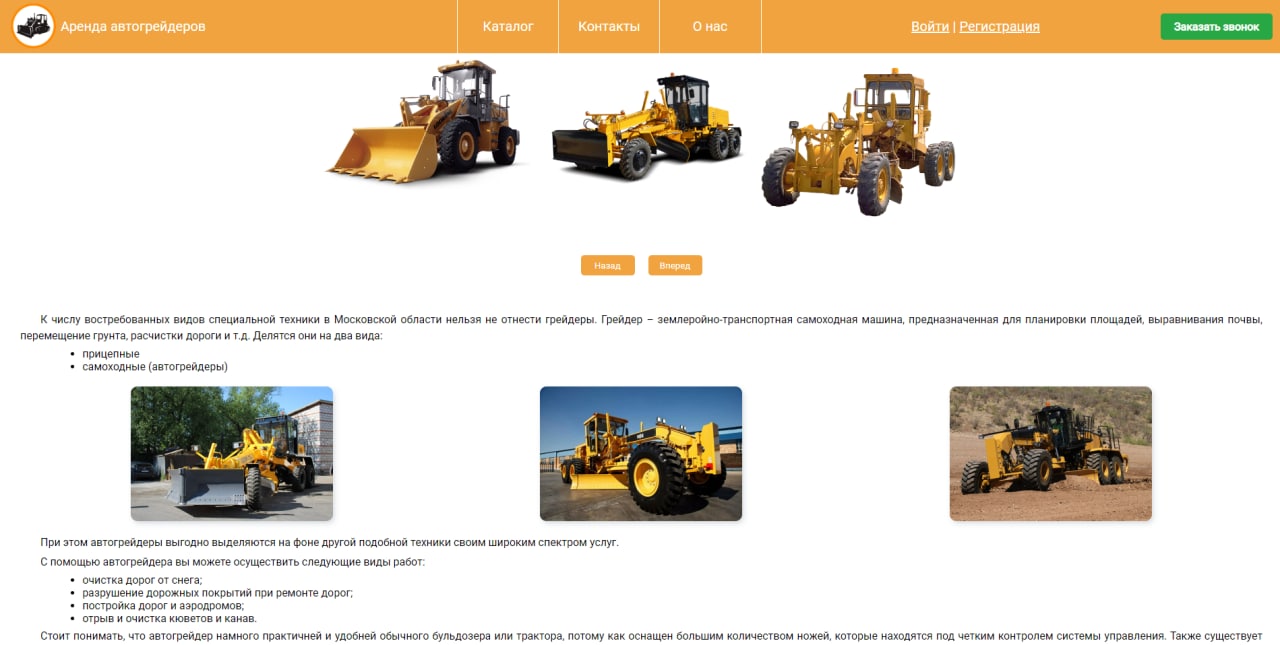 Аренда автогрейдеров
Каталог
Контакты
О нас
Войти | Регистрация
Заказать звонок
Назад
Вперед
К числу востребованных видов специальной техники в Московской области нельзя не отнести грейдеры. Грейдер – землеройно-транспортная самоходная машина, предназначенная для планировки площадей, выравнивания почвы,
перемещение грунта, расчистки дороги и т.д. Делятся они на два вида:
• прицепные
• самоходные (автогрейдеры)
При этом автогрейдеры выгодно выделяются на фоне другой подобной техники своим широким спектром услуг.
С помощью автогрейдера вы можете осуществить следующие виды работ:
• очистка дорог от снега;
• разрушение дорожных покрытий при ремонте дорог;
• постройка дорог и аэродромов;
• отрыв и очистка кюветов и канав.
Стоит понимать, что автогрейдер намного практичней и удобней обычного бульдозера или трактора, потому как оснащен большим количеством ножей, которые находятся под четким контролем системы управления. Также существует